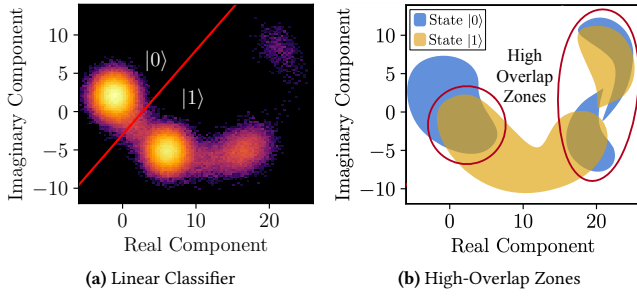 10
5
0
−5
−10
Imaginary Component
|0⟩
|1⟩
0
10
20
Real Component
(a) Linear Classifier
10
5
0
−5
−10
Imaginary Component
State |0⟩
State |1⟩
High
Overlap
Zones
0
10
20
Real Component
(b) High-Overlap Zones